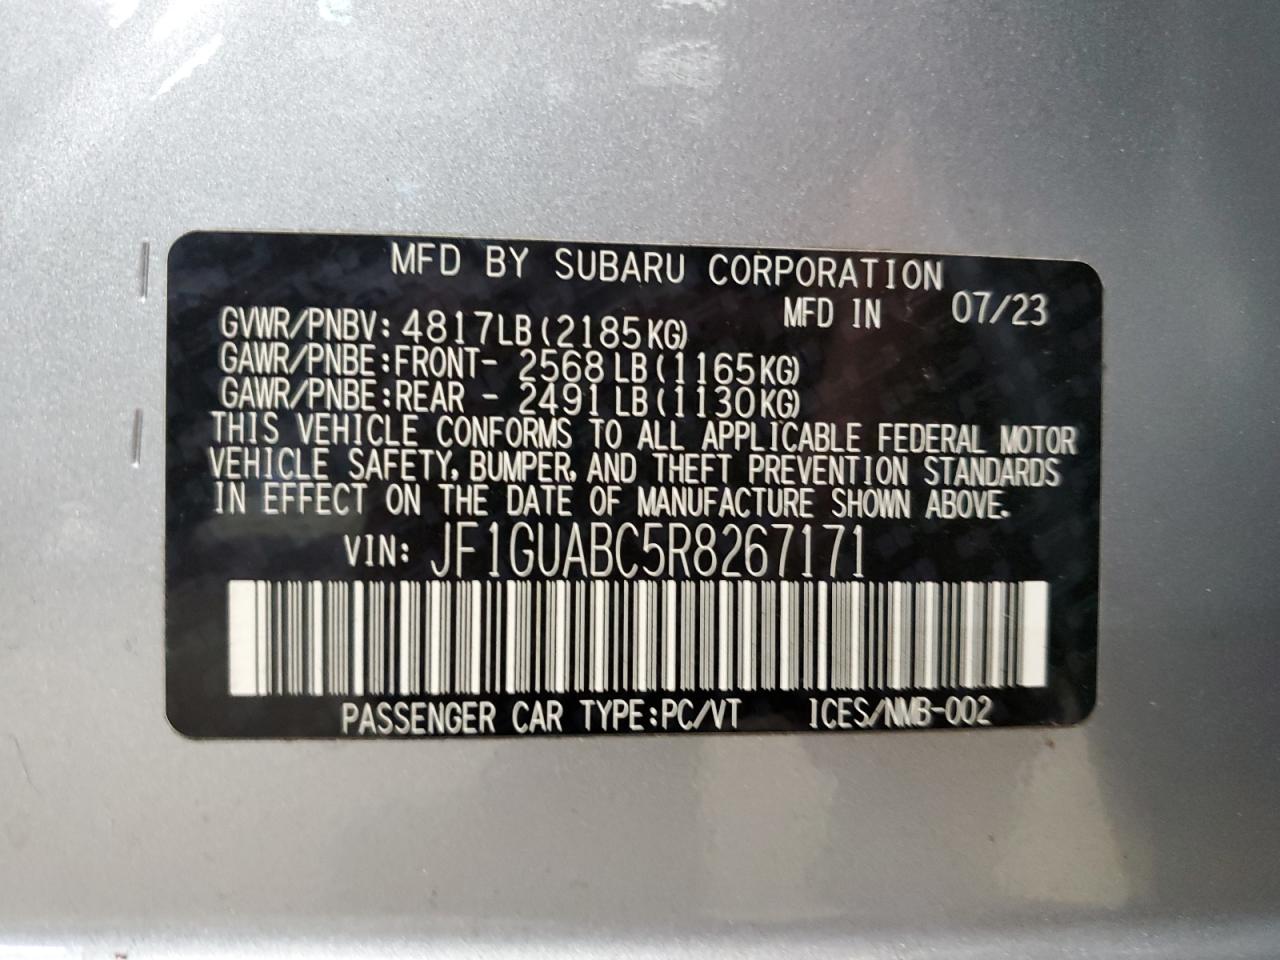 MFD BY SUBARU CORPORATION
MFD IN 07/23
GVWR/PNBV: 4817LB(2185KG)
GAWR/PNBE:FRONT- 2568LB(1165KG)
GAWR/PNBE:REAR - 2491LB(1130KG)
THIS VEHICLE CONFORMS TO ALL APPLICABLE FEDERAL MOTOR
VEHICLE SAFETY, BUMPER, AND THEFT PREVENTION STANDARDS
IN EFFECT ON THE DATE OF MANUFACTURE SHOWN ABOVE.
VIN: JF1GUABC5R8267171
PASSENGER CAR TYPE:PC/VT ICES/NMB-002